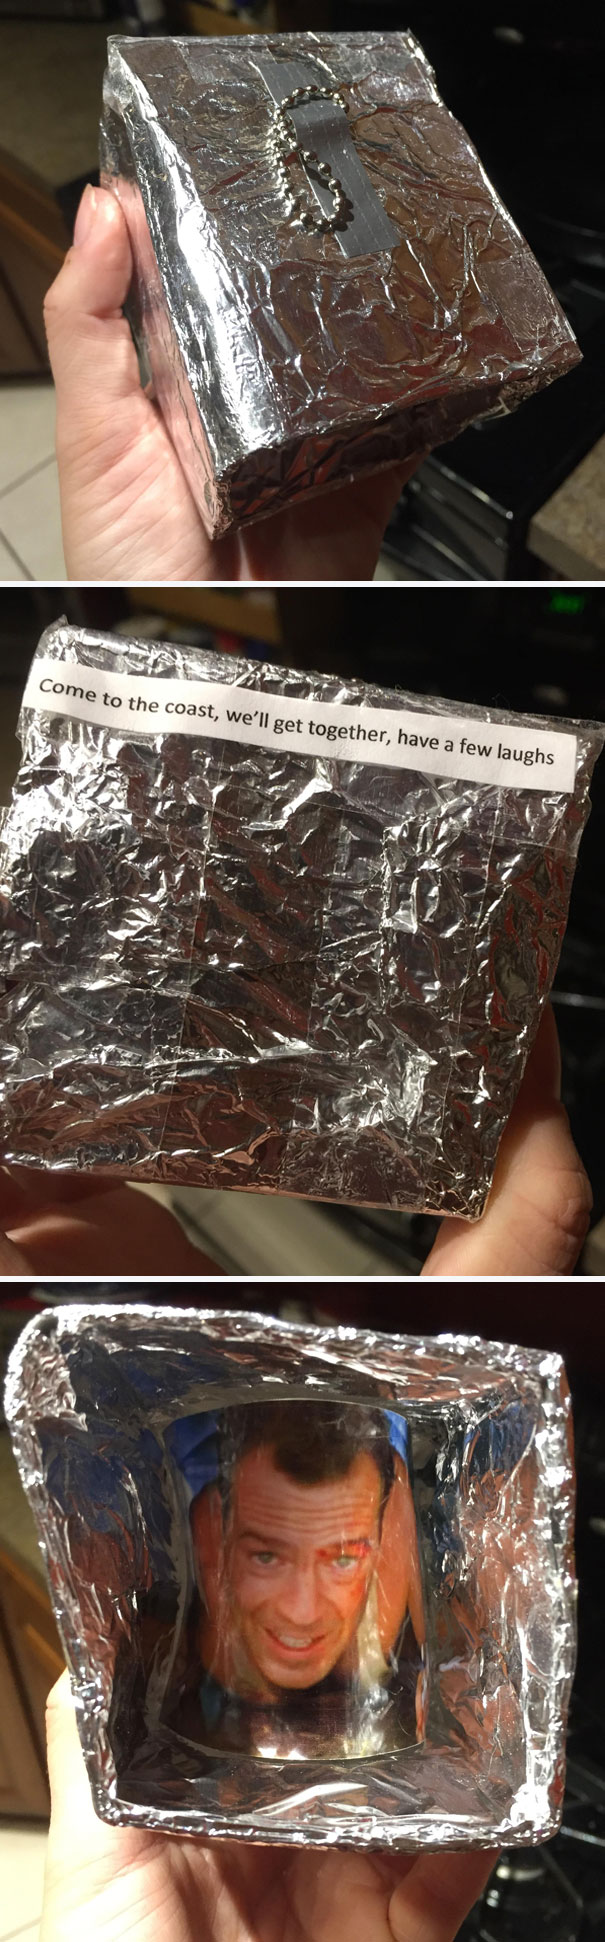 Come to the coast, we'll get together, have a few laughs